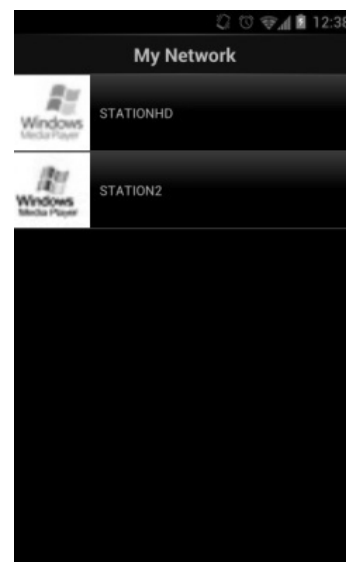 12:38
My Network
Windows
Media Player
STATIONHD
Windows
Media Player
STATION2